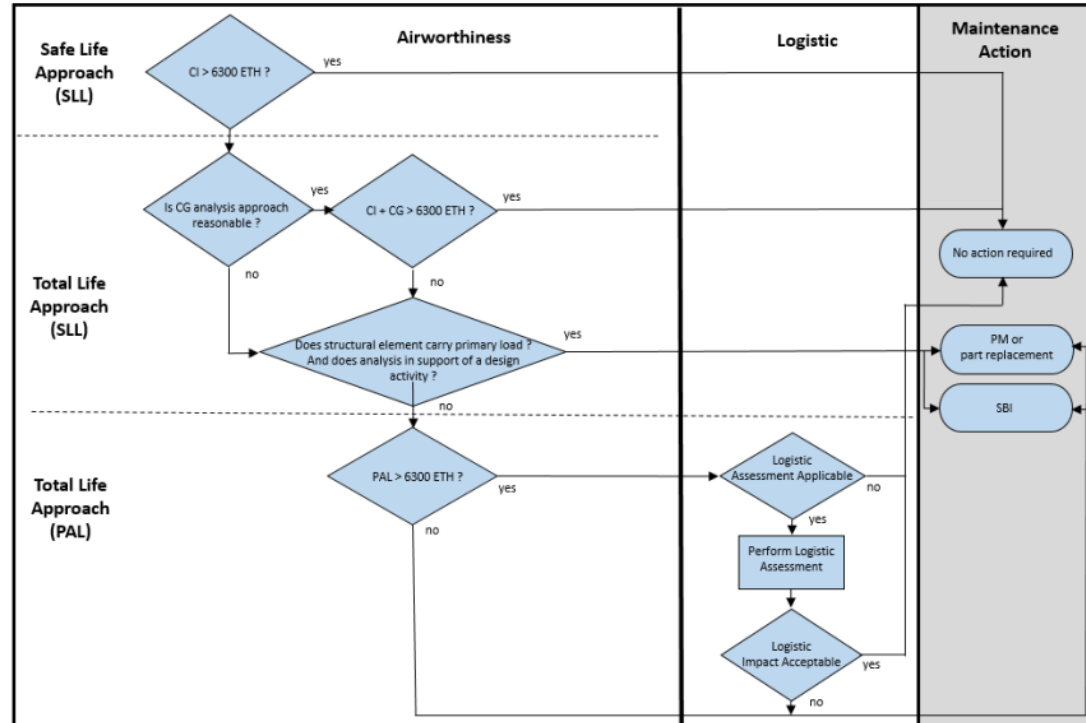 Safe Life
Approach
(SLL)
Airworthiness
Logistic
Maintenance
Action
CI > 6300 ETH ?
yes
Is CG analysis approach
reasonable ?
yes
CI + CG > 6300 ETH ?
yes
No action required
no
no
Total Life
Approach
(SLL)
Does structural element carry primary load ?
And does analysis in support of a design
activity ?
yes
PM or
part replacement
SBI
no
Total Life
Approach
(PAL)
PAL > 6300 ETH ?
yes
no
Logistic
Assessment Applicable
no
yes
Perform Logistic
Assessment
Logistic
Impact Acceptable
yes
no